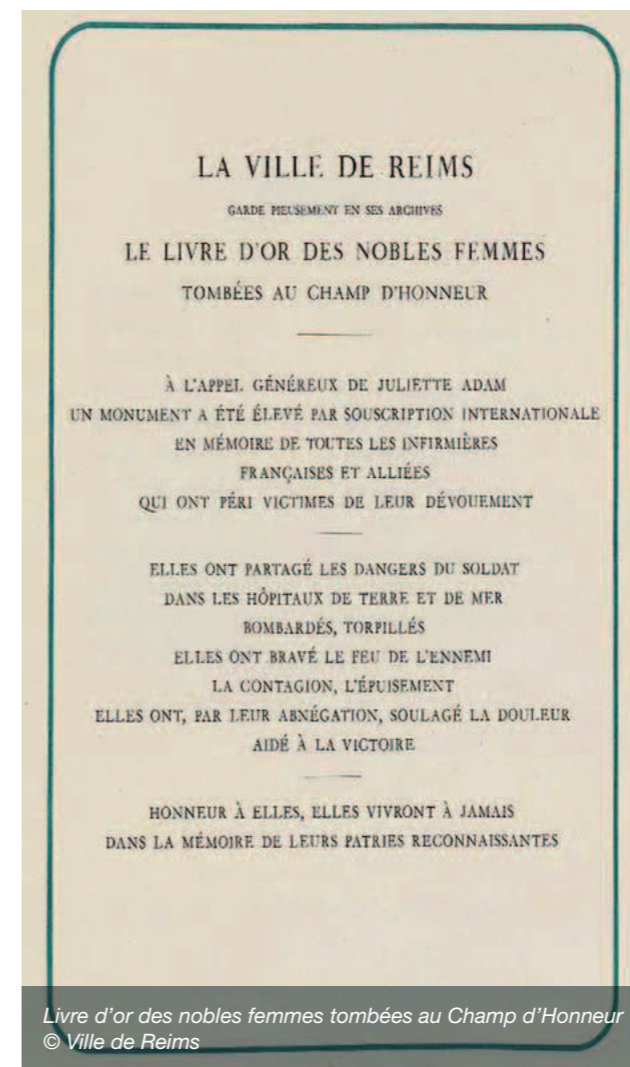 LA VILLE DE REIMS
GARDE PIEUSEMENT EN SES ARCHIVES
LE LIVRE D'OR DES NOBLES FEMMES
TOMBÉES AU CHAMP D'HONNEUR
À L'APPEL GÉNÉREUX DE JULIETTE ADAM
UN MONUMENT A ÉTÉ ÉLEVÉ PAR SOUSCRIPTION INTERNATIONALE
EN MÉMOIRE DE TOUTES LES INFIRMIÈRES
FRANÇAISES ET ALLIÉES
QUI ONT PÉRI VICTIMES DE LEUR DÉVOUEMENT
ELLES ONT PARTAGÉ LES DANGERS DU SOLDAT
DANS LES HÔPITAUX DE TERRE ET DE MER
BOMBARDÉS, TORPILLÉS
ELLES ONT BRAVÉ LE FEU DE L'ENNEMI
LA CONTAGION, L'ÉPUISEMENT
ELLES ONT, PAR LEUR ABNÉGATION, SOULAGÉ LA DOULEUR
AIDÉ À LA VICTOIRE
HONNEUR À ELLES, ELLES VIVRONT À JAMAIS
DANS LA MÉMOIRE DE LEURS PATRIES RECONNAISSANTES
Livre d'or des nobles femmes tombées au Champ d'Honneur
© Ville de Reims